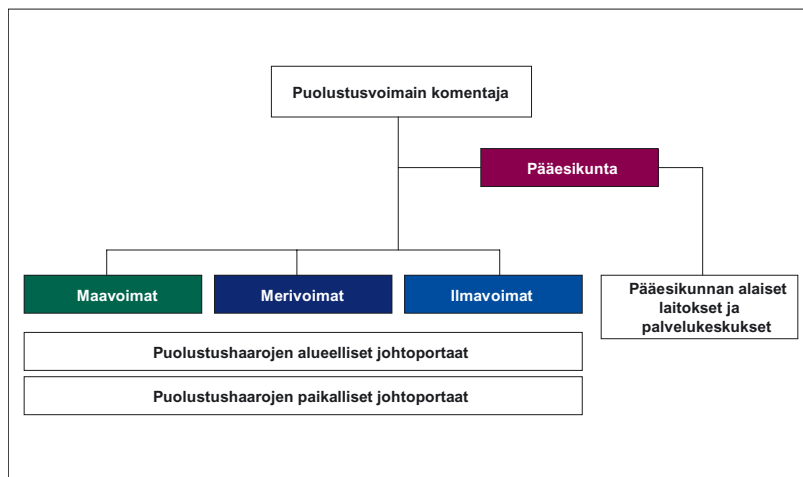 Puolustusvoimain komentaja
Pääesikunta
Maavoimat
Merivoimat
Ilmavoimat
Pääesikunnan alaiset
laitokset ja
palvelukeskukset
Puolustushaarojen alueelliset johtoportaat
Puolustushaarojen paikalliset johtoportaat